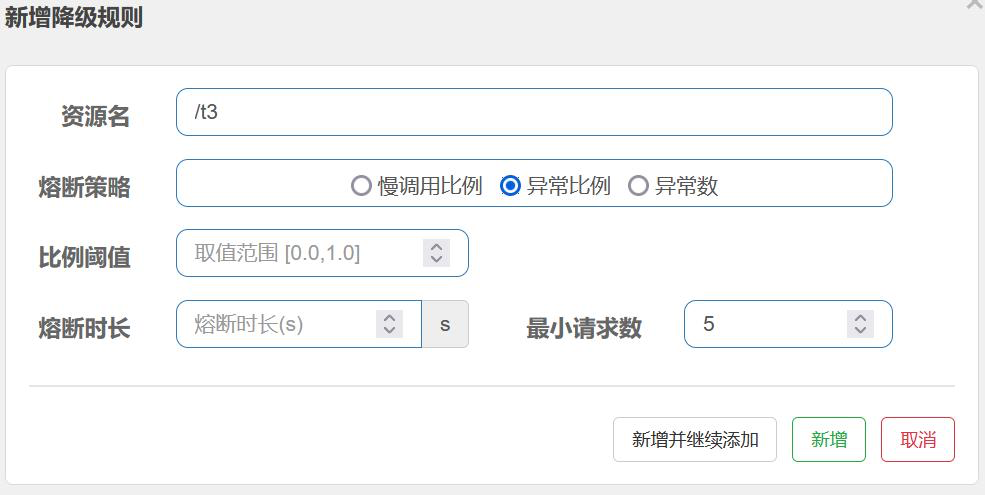 新增降级规则
资源名 /t3
熔断策略 慢调用比例 异常比例 异常数
比例阈值 取值范围 [0.0,1.0]
熔断时长 熔断时长(s) s 最小请求数 5
新增并继续添加 新增 取消